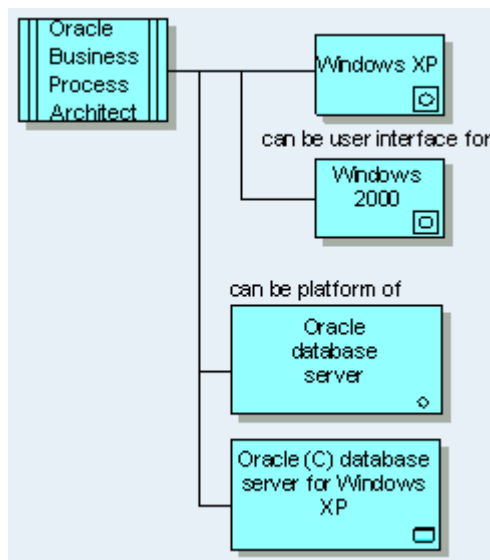 Oracle
Business
Process
Architect
Windows XP
can be user interface for
Windows
2000
can be platform of
Oracle
database
server
Oracle (C) database
server for Windows
XP